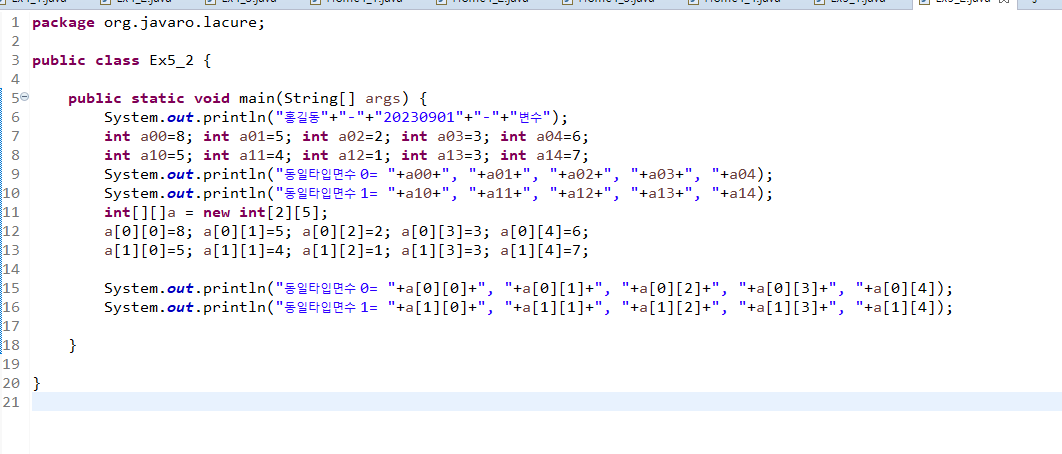 1 package org.javaro.lacure;
2
3 public class Ex5_2 {
4
5     public static void main(String[] args) {
6         System.out.println("홍길동"+"-"+"20230901"+"-"+"변수");
7         int a00=8; int a01=5; int a02=2; int a03=3; int a04=6;
8         int a10=5; int a11=4; int a12=1; int a13=3; int a14=7;
9         System.out.println("동일타입면수 0= "+a00+", "+a01+", "+a02+", "+a03+", "+a04);
10         System.out.println("동일타입면수 1= "+a10+", "+a11+", "+a12+", "+a13+", "+a14);
11         int[][]a = new int[2][5];
12         a[0][0]=8; a[0][1]=5; a[0][2]=2; a[0][3]=3; a[0][4]=6;
13         a[1][0]=5; a[1][1]=4; a[1][2]=1; a[1][3]=3; a[1][4]=7;
14
15         System.out.println("동일타입면수 0= "+a[0][0]+", "+a[0][1]+", "+a[0][2]+", "+a[0][3]+", "+a[0][4]);
16         System.out.println("동일타입면수 1= "+a[1][0]+", "+a[1][1]+", "+a[1][2]+", "+a[1][3]+", "+a[1][4]);
17
18     }
19
20 }
21